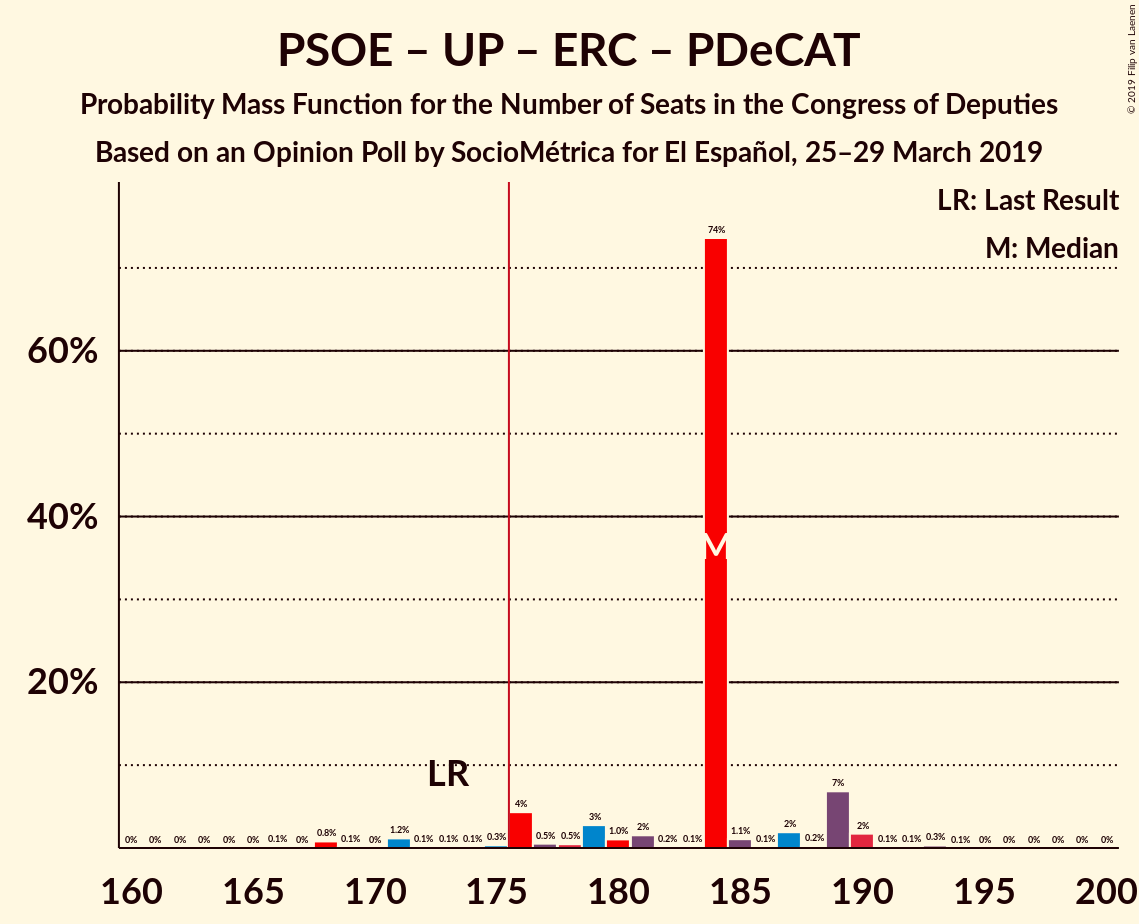 PSOE – UP – ERC – PDeCAT
Probability Mass Function for the Number of Seats in the Congress of Deputies
Based on an Opinion Poll by SocioMétrica for El Español, 25–29 March 2019
© 2019 Filip van Laenen
LR: Last Result
M: Median
60%
40%
20%
LR
M
0% 0% 0% 0% 0% 0% 0.1% 0% 0.8% 0.1% 0% 1.2% 0.1% 0.1% 0.1% 0.3% 4% 0.5% 0.5% 3% 1.0% 2% 0.2% 0.1% 74% 1.1% 0.1% 2% 0.2% 7% 2% 0.1% 0.1% 0.3% 0.1% 0% 0% 0% 0% 0% 0%
160 165 170 175 180 185 190 195 200